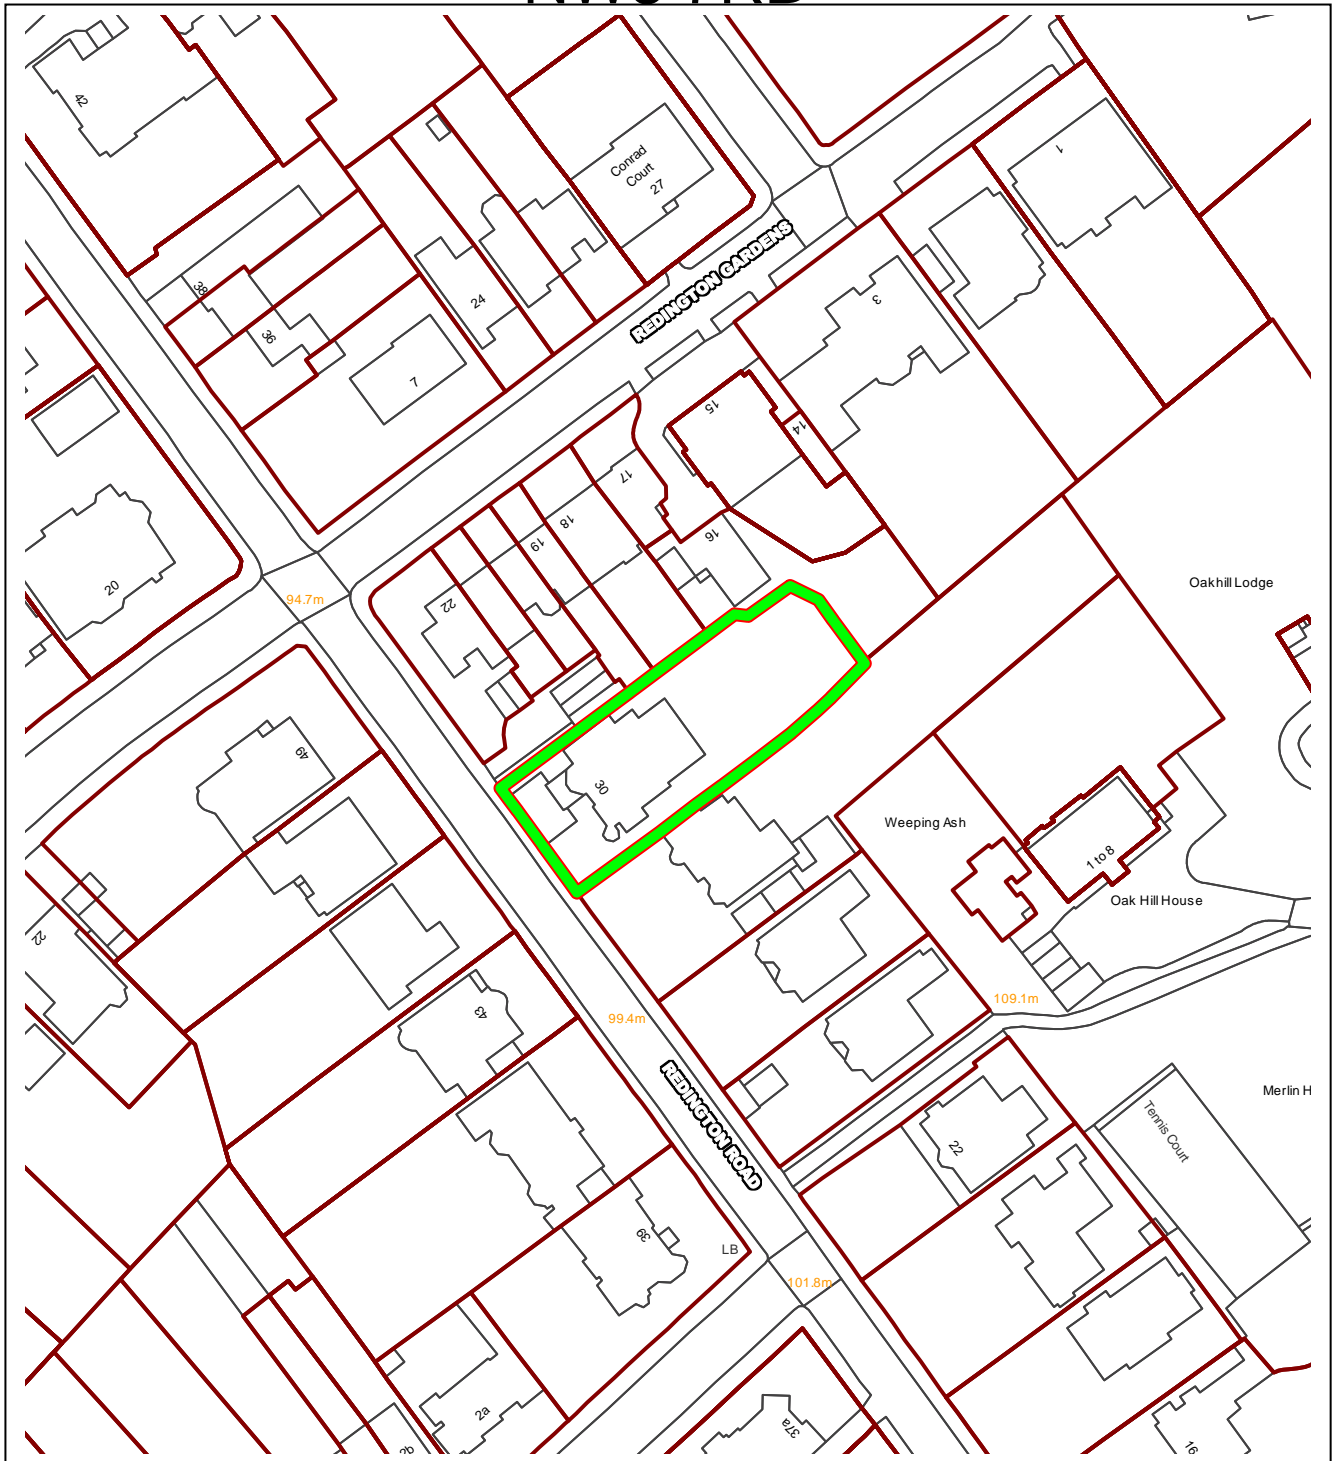 42
Conrad
Court
27
1
38
36
24
7
REDINGTON GARDENS
3
15
14
17
18
19
16
22
20
94.7m
Oakhill Lodge
49
30
Weeping Ash
1 to 8
Oak Hill House
22
43
99.4m
109.1m
REDINGTON ROAD
Merlin H
Tennis Court
22
39
LB
101.8m
2a
2b
37a
16